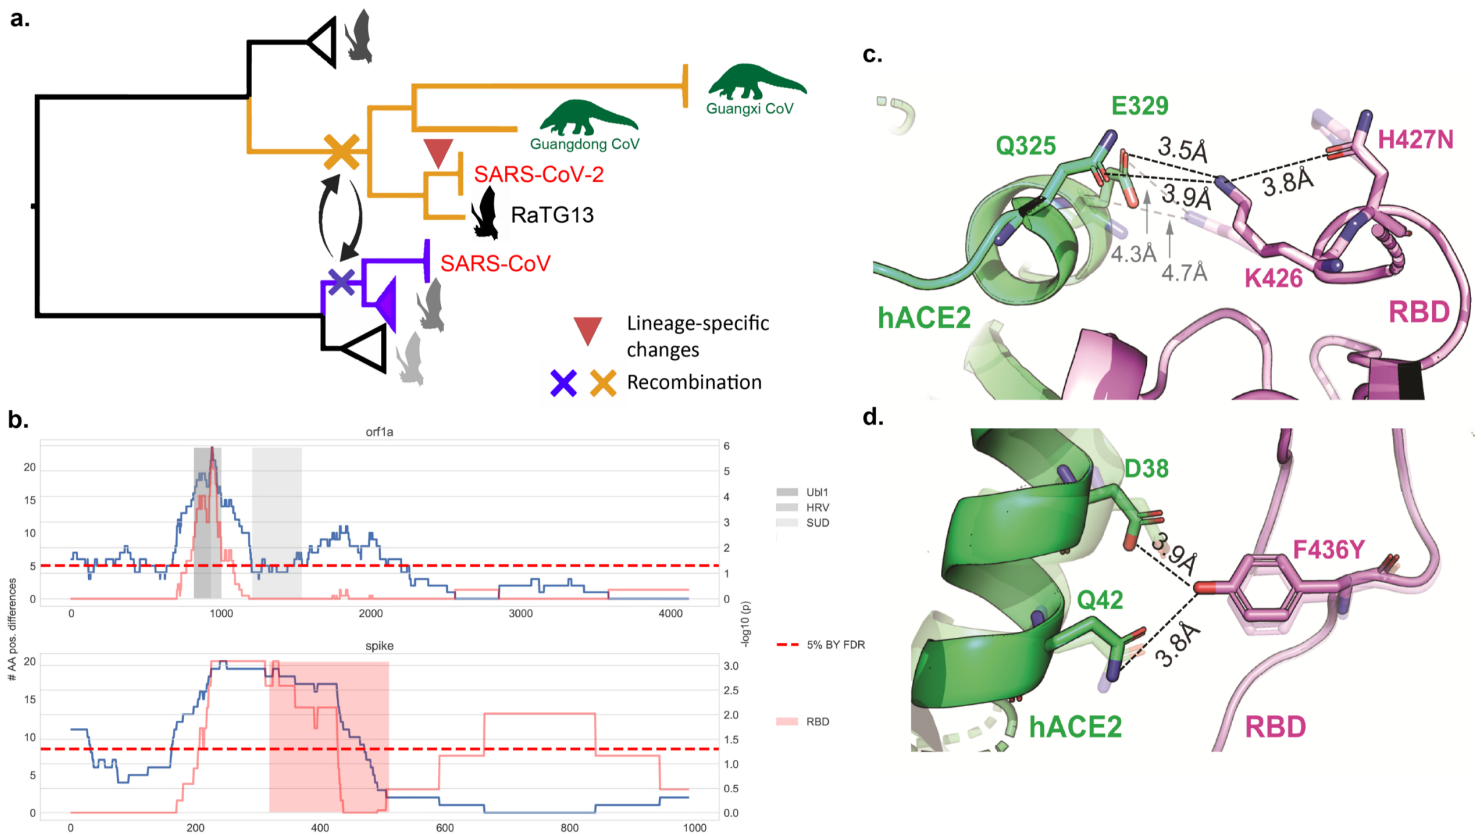 a.
Guangxi CoV
Guangdong CoV
SARS-CoV-2
RaTG13
SARS-CoV
Lineage-specific
changes
Recombination
b.
orf1a
20
15
10
5
0
6
5
4
3
2
1
0
0 1000 2000 3000 4000
Ubl1
HRV
SUD
# AA pos. differences
-log10 (p)
5% BY FDR
spike
20
15
10
5
0
3.0
2.5
2.0
1.5
1.0
0.5
0.0
0 200 400 600 800 1000
RBD
c.
E329
Q325
3.5Å
H427N
3.9Å
3.8Å
4.3Å
4.7Å
K426
hACE2
RBD
d.
D38
3.9Å
F436Y
Q42
3.8Å
hACE2
RBD